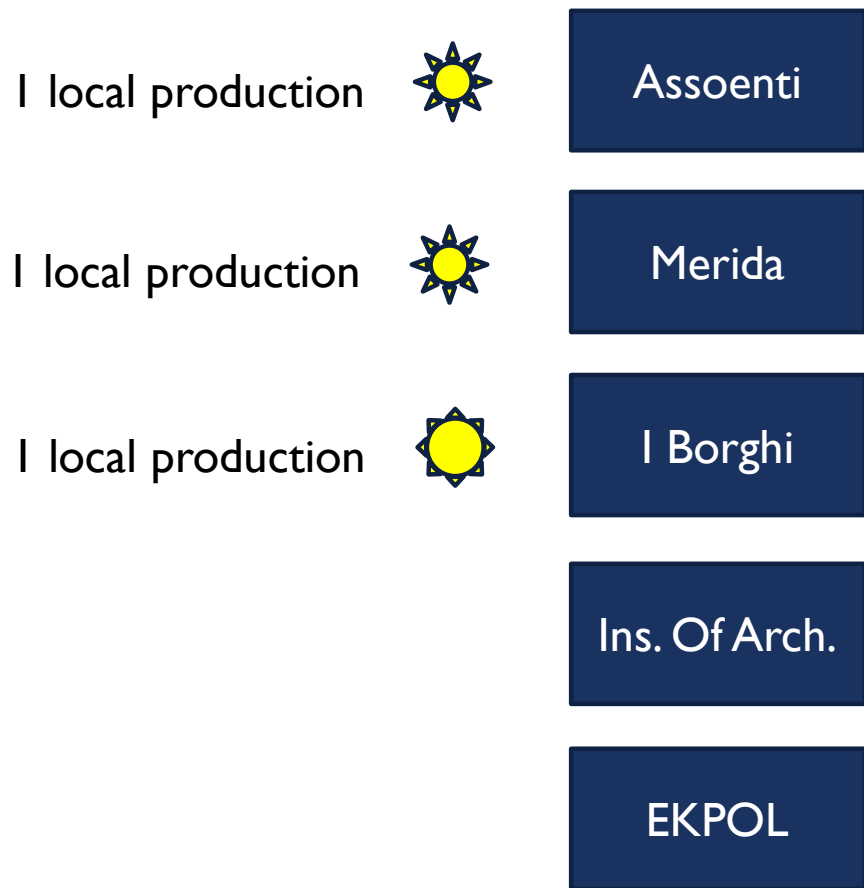 1 local production
Assoenti
1 local production
Merida
1 local production
I Borghi
Ins. Of Arch.
EKPOL